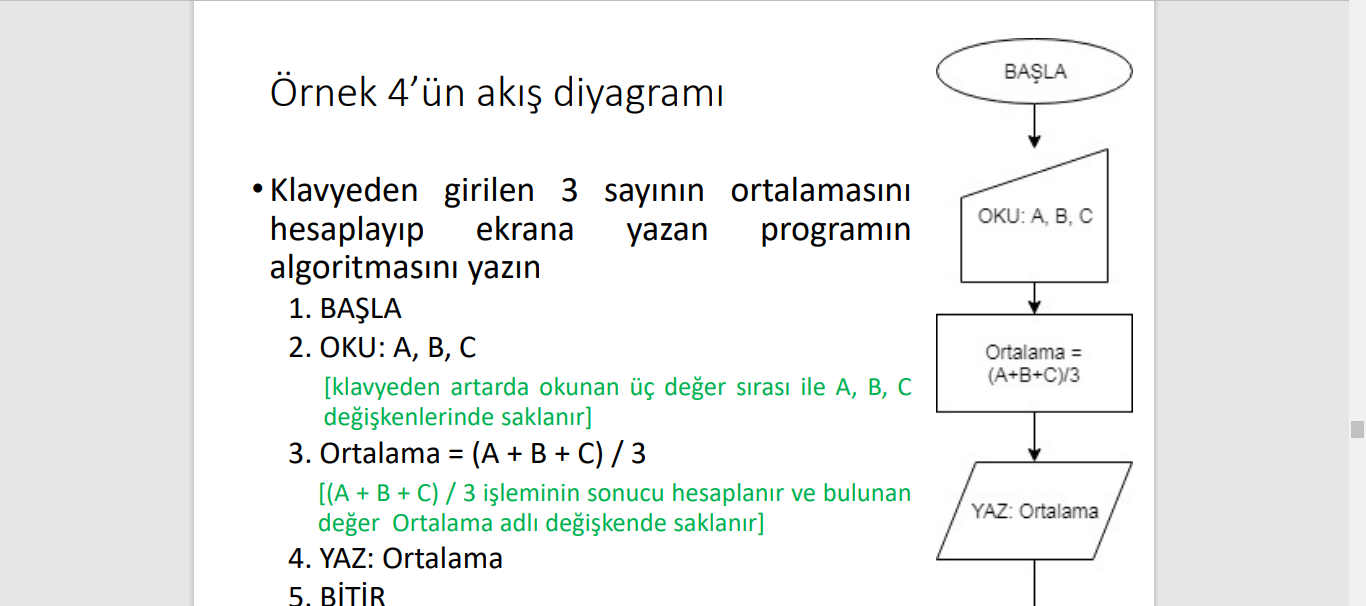 Örnek 4’ün akış diyagramı
• Klavyeden girilen 3 sayının ortalamasını
hesaplayıp ekrana yazan programın
algoritmasını yazın
1. BAŞLA
2. OKU: A, B, C
[klavyeden artarda okunan üç değer sırası ile A, B, C
değişkenlerinde saklanır]
3. Ortalama = (A + B + C) / 3
[(A + B + C) / 3 işleminin sonucu hesaplanır ve bulunan
değer Ortalama adlı değişkende saklanır]
4. YAZ: Ortalama
5. BİTİR
BAŞLA
OKU: A, B, C
Ortalama =
(A+B+C)/3
YAZ: Ortalama